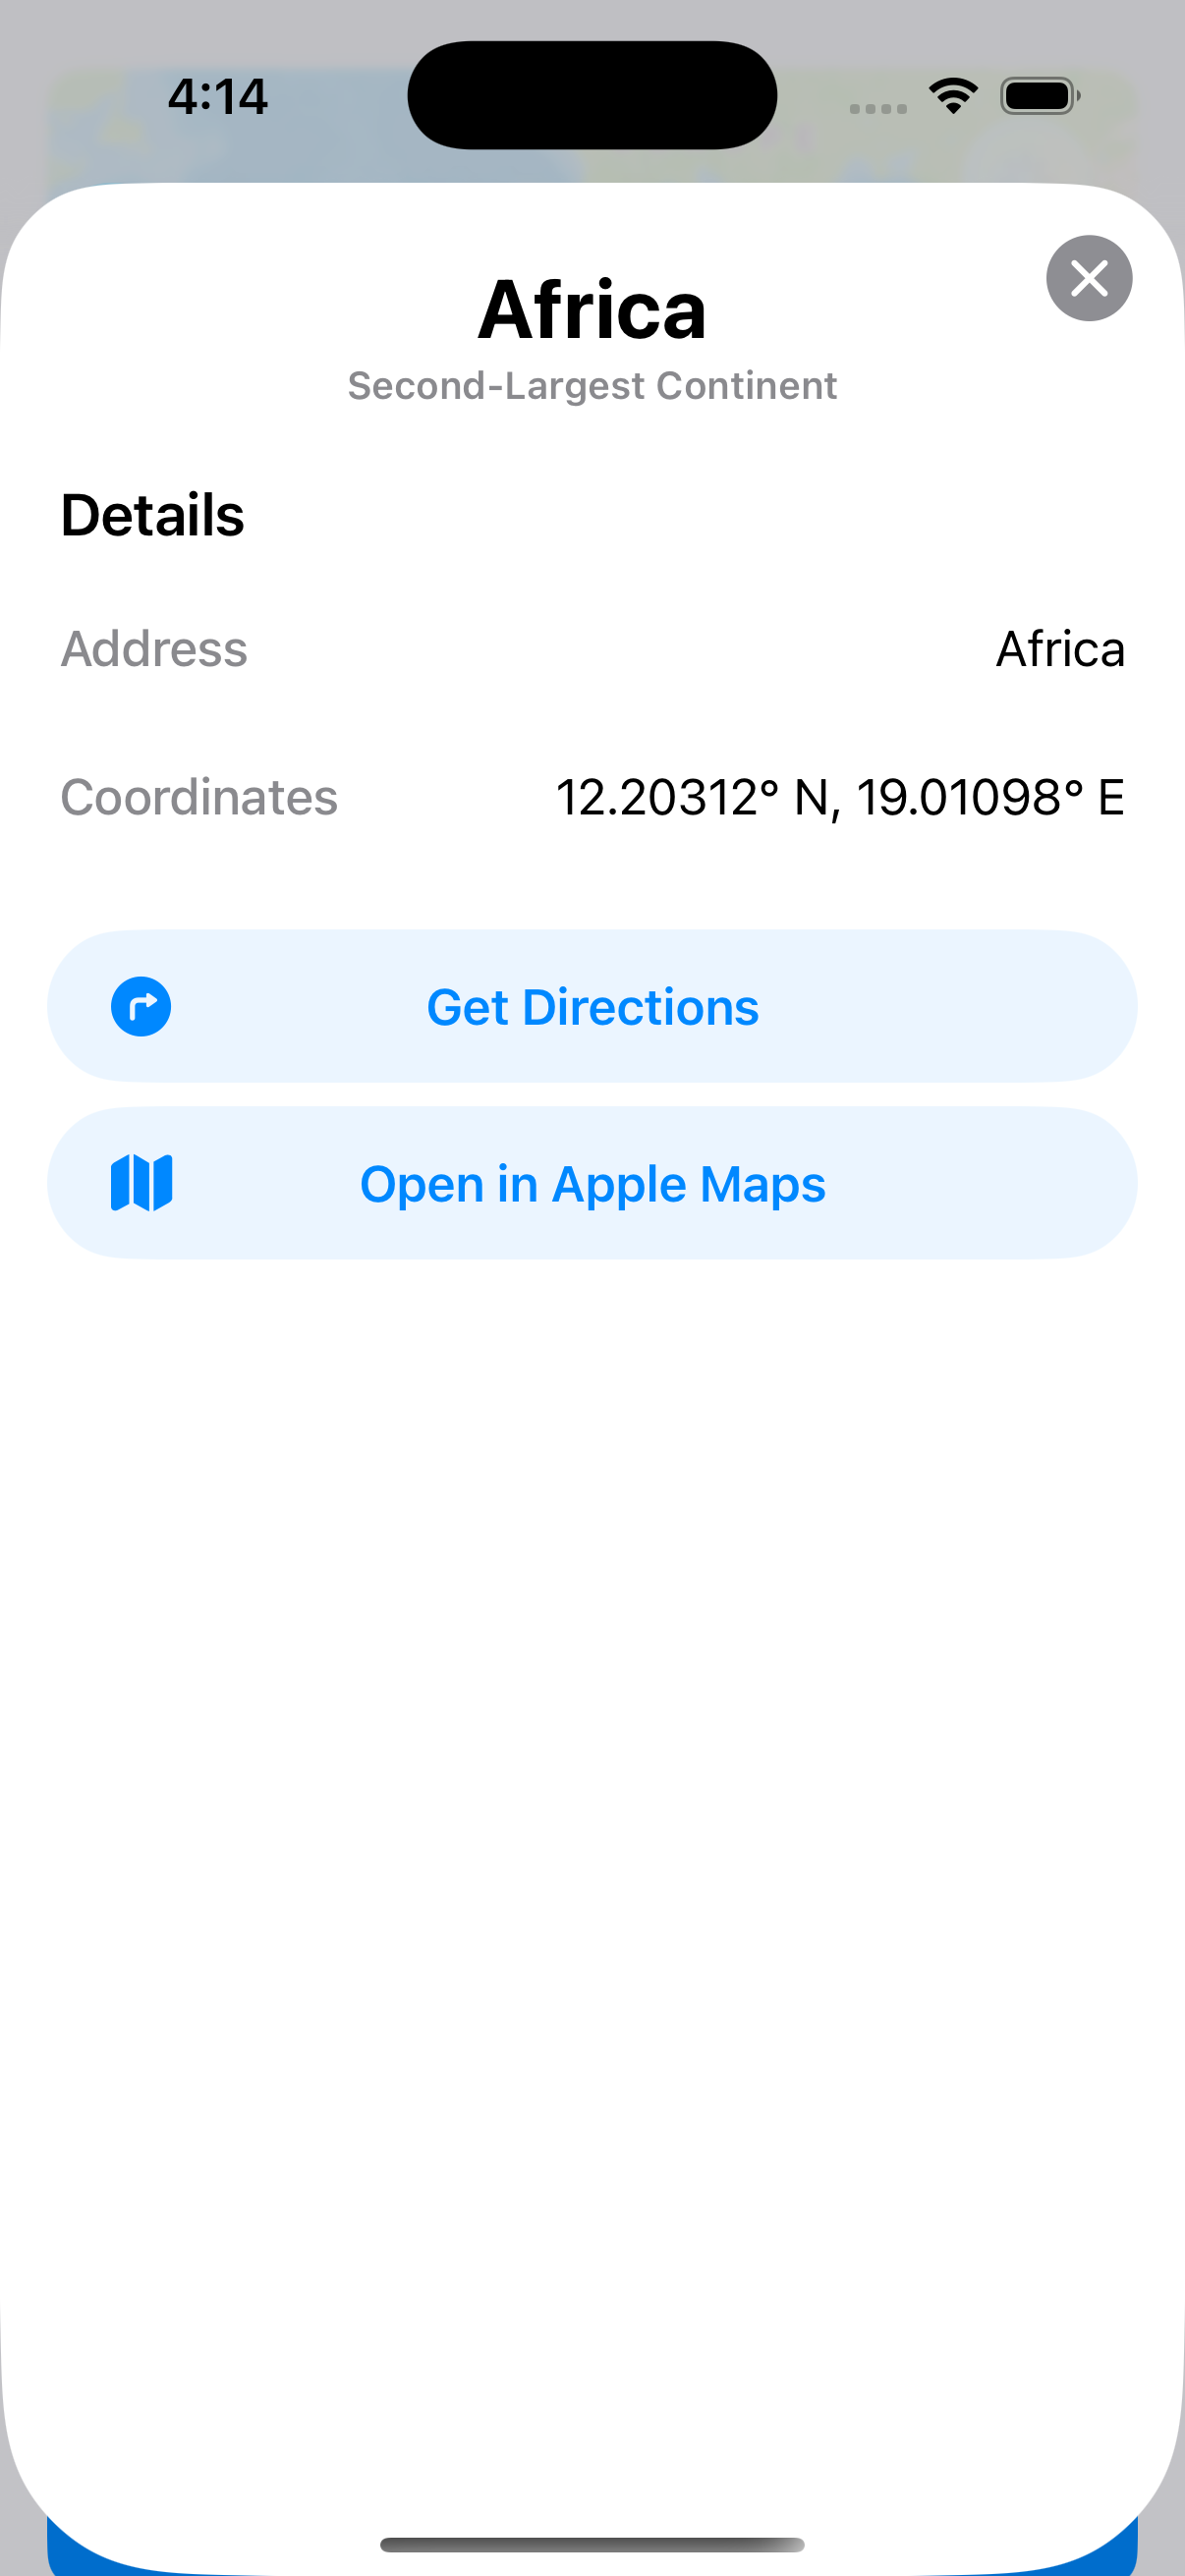 4:14
Africa
Second-Largest Continent
Details
Address Africa
Coordinates 12.20312° N, 19.01098° E
Get Directions
Open in Apple Maps